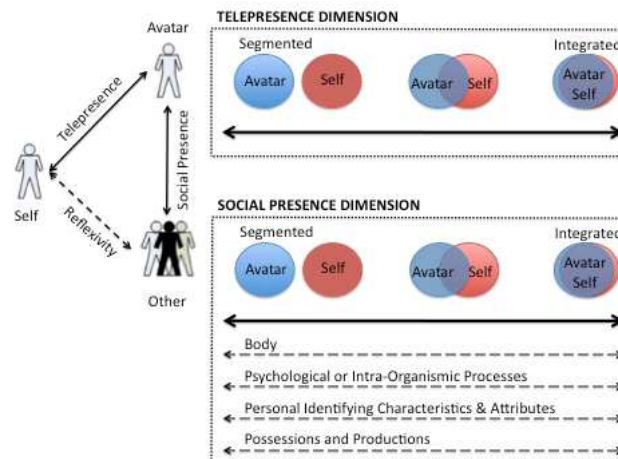 Avatar
Telepresence
Social Presence
Self
Reflexivity
Other
TELEPRESENCE DIMENSION
Segmented
Integrated
Avatar
Self
Avatar
Self
Avatar
Self
SOCIAL PRESENCE DIMENSION
Segmented
Integrated
Avatar
Self
Avatar
Self
Avatar
Self
Body
Psychological or Intra-Organismic Processes
Personal Identifying Characteristics & Attributes
Possessions and Productions